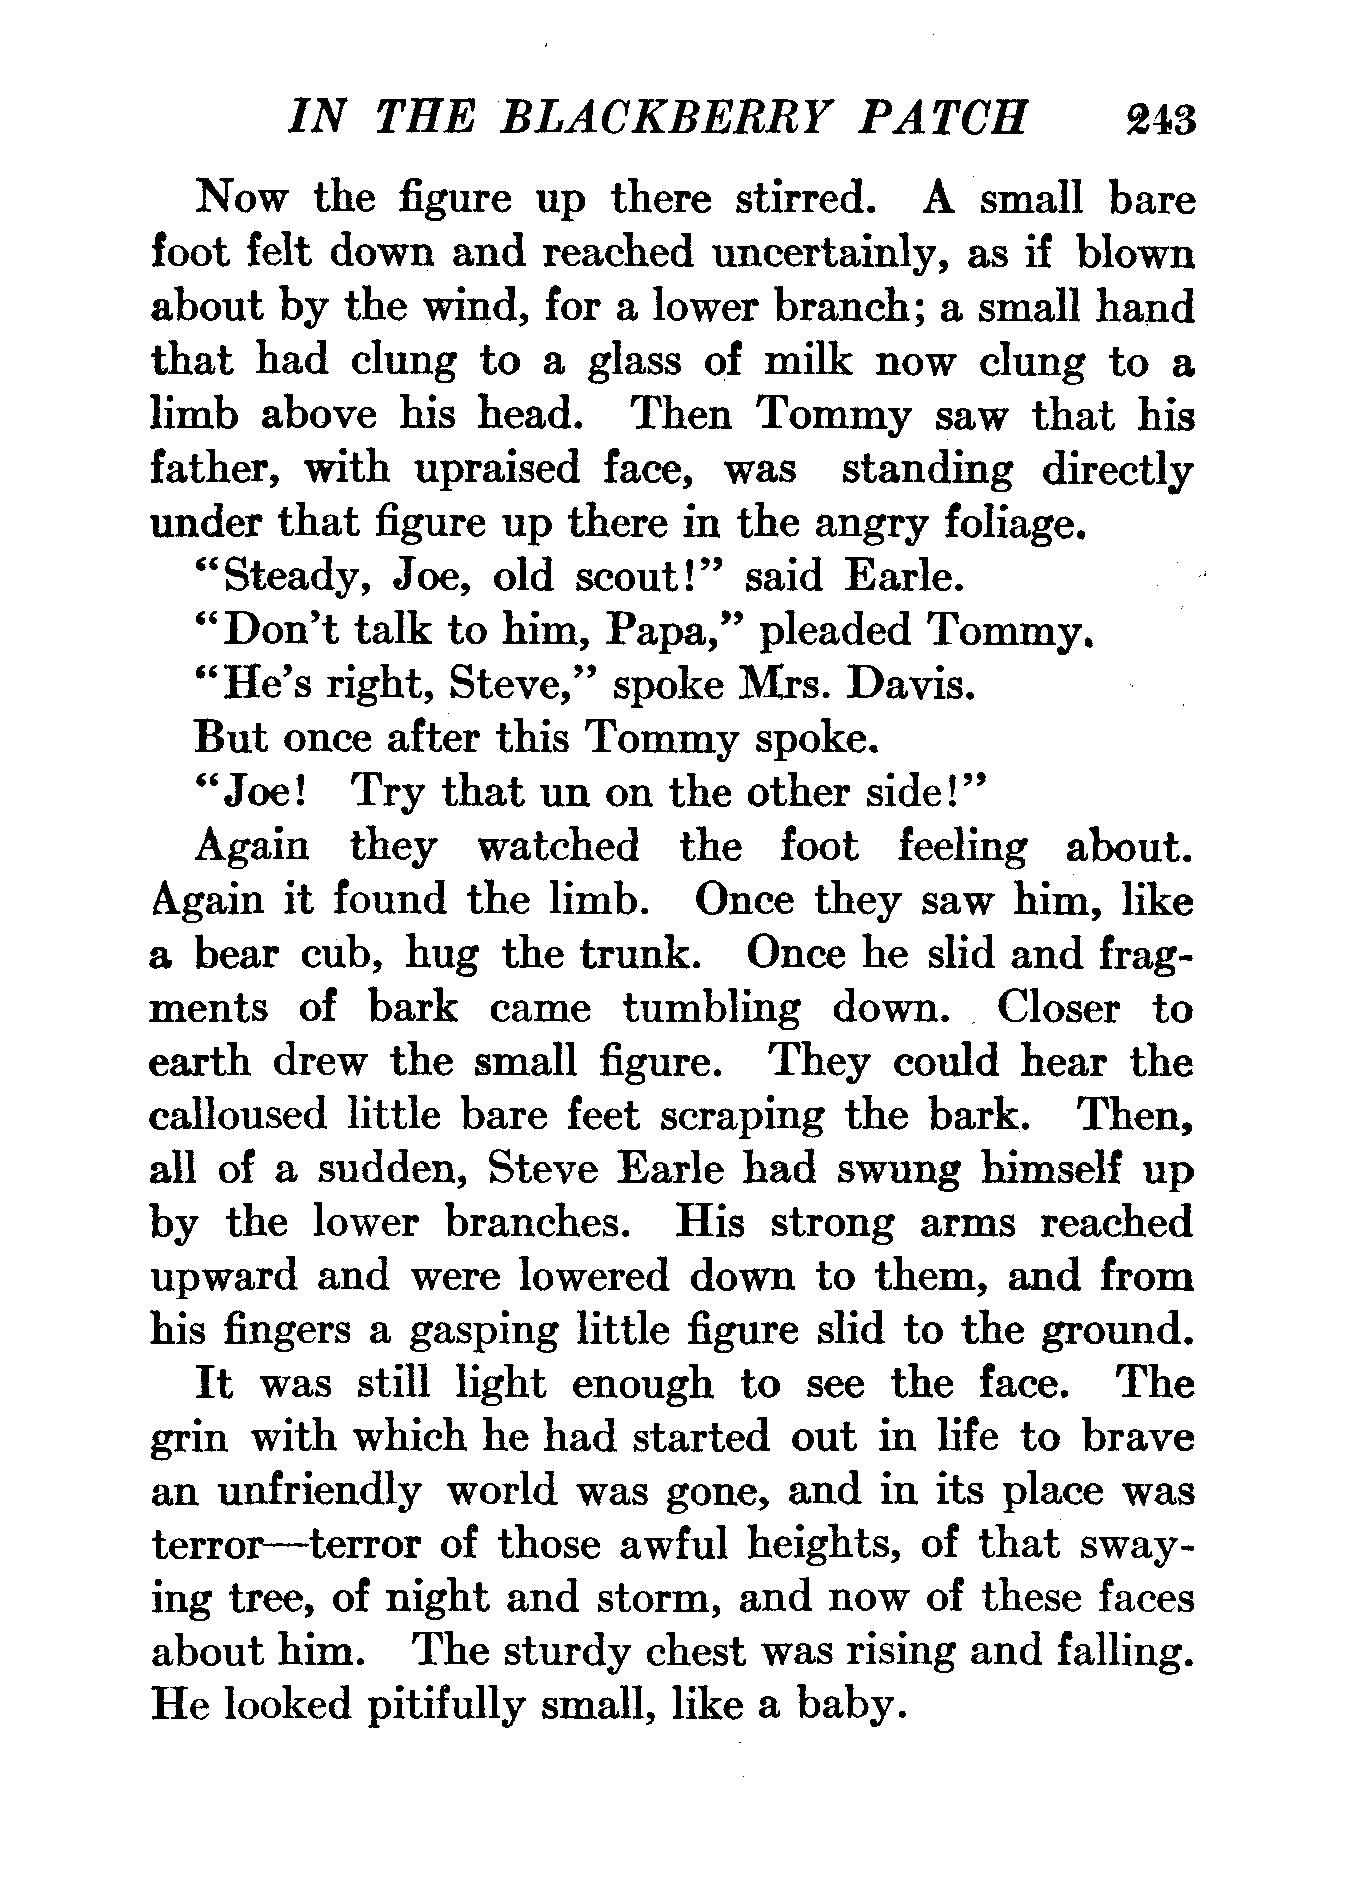 IN THE BLACKBERRY PATCH 243
Now the figure up there stirred. A small bare
foot felt down and reached uncertainly, as if blown
about by the wind, for a lower branch; a small hand
that had clung to a glass of milk now clung to a
limb above his head. Then Tommy saw that his
father, with upraised face, was standing directly
under that figure up there in the angry foliage.
“Steady, Joe, old scout!” said Earle.
“Don’t talk to him, Papa,” pleaded Tommy.
“He’s right, Steve,” spoke Mrs. Davis.
But once after this Tommy spoke.
“Joe! Try that un on the other side!”
Again they watched the foot feeling about.
Again it found the limb. Once they saw him, like
a bear cub, hug the trunk. Once he slid and frag-
ments of bark came tumbling down. Closer to
earth drew the small figure. They could hear the
calloused little bare feet scraping the bark. Then,
all of a sudden, Steve Earle had swung himself up
by the lower branches. His strong arms reached
upward and were lowered down to them, and from
his fingers a gasping little figure slid to the ground.
It was still light enough to see the face. The
grin with which he had started out in life to brave
an unfriendly world was gone, and in its place was
terror—terror of those awful heights, of that sway-
ing tree, of night and storm, and now of these faces
about him. The sturdy chest was rising and falling.
He looked pitifully small, like a baby.